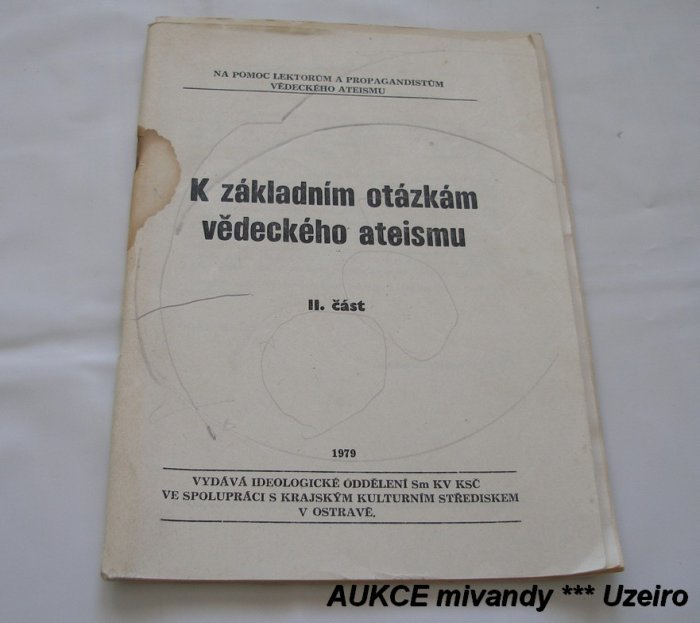 NA POMOC LEKTORŮM A PROPAGANDISTŮM
VĚDECKÉHO ATEISMU
K základním otázkám
vědeckého ateismu
II. část
1979
VYDÁVÁ IDEOLOGICKÉ ODDĚLENÍ Sm KV KSČ
VE SPOLUPRÁCI S KRAJSKÝM KULTURNÍM STŘEDISKEM
V OSTRAVĚ.
AUKCE mivandy *** Uzeiro